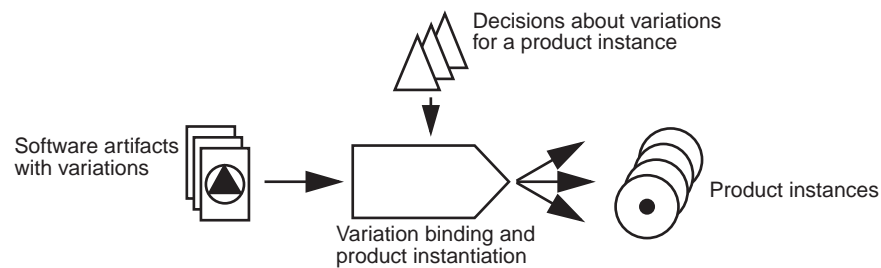 Decisions about variations
for a product instance
Software artifacts
with variations
Product instances
Variation binding and
product instantiation